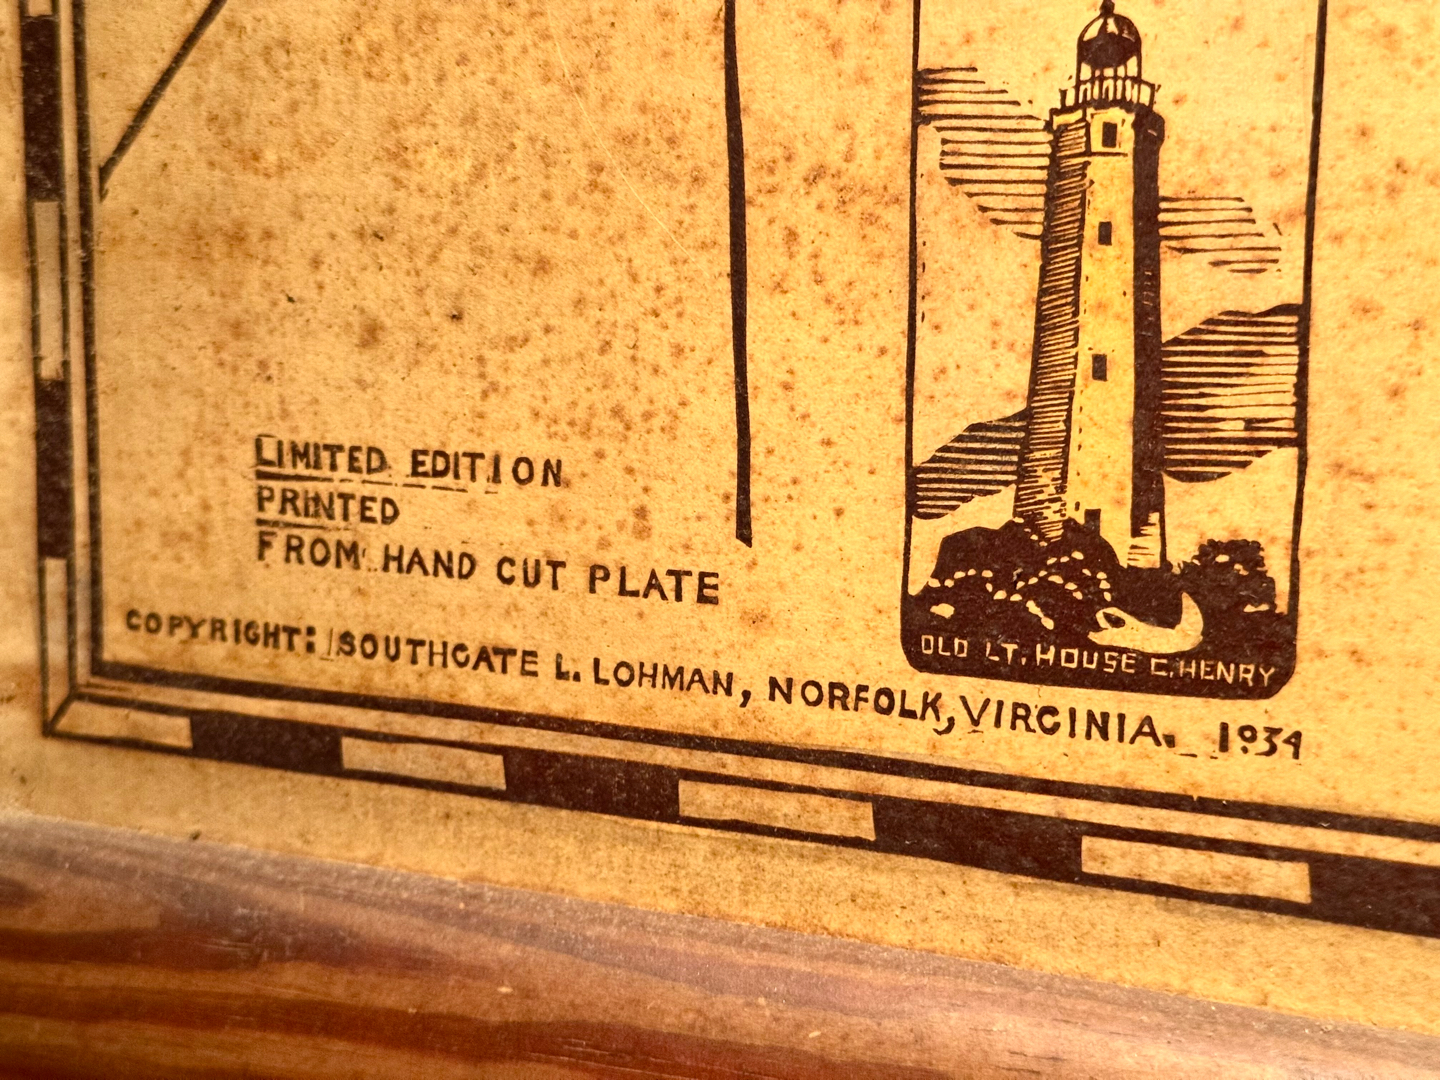 LIMITED EDITION
PRINTED
FROM HAND CUT PLATE
OLD LT. HOUSE C. HENRY
COPYRIGHT: SOUTHGATE L. LOHMAN, NORFOLK, VIRGINIA. 1934